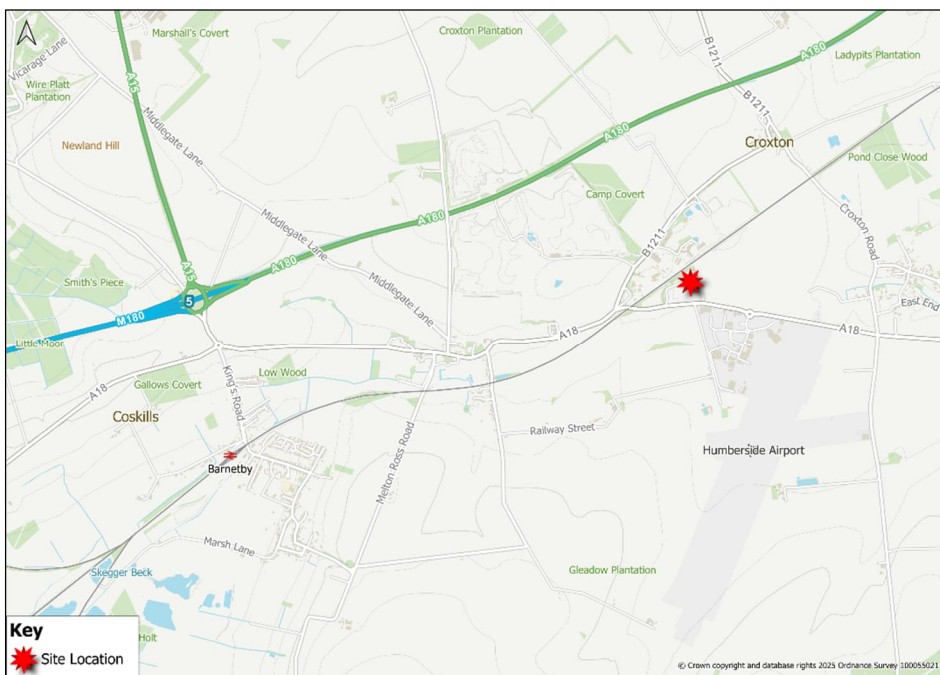 Marshall's Covert
Croxton Plantation
B1211
A180
Ladypits Plantation
Vicarage Lane
A15
Wire Platt
Plantation
Middlegate Lane
A180
B1211
Newland Hill
Croxton
Pond Close Wood
Camp Covert
Middlegate Lane
A180
B1211
Croxton Road
A15
A180
Smith's Piece
Middlegate Lane
5
M180
East End
Little Moor
A18
A18
King's Road
Low Wood
Gallows Covert
A18
Coskills
Melton Ross Road
Railway Street
Barnetby
Humberside Airport
Marsh Lane
Skegger Beck
Gleadow Plantation
Holt
Key
Site Location
© Crown copyright and database rights 2025 Ordnance Survey 100055021